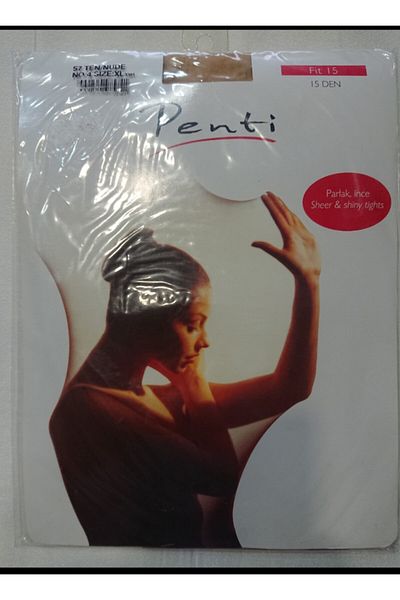 57 TEN/NUDE
NO:4 SIZE:XL
Penti
Fit 15
15 DEN
Parlak, ince
Sheer & shiny tights